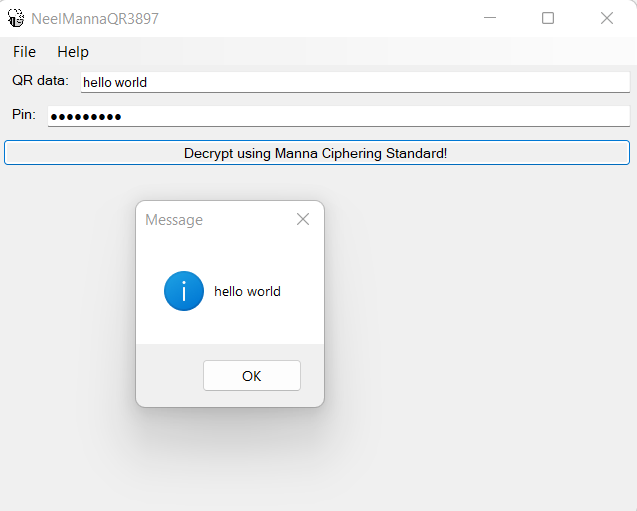 NeelMannaQR3897
File Help
QR data: hello world
Pin: ●●●●●●●●●
Decrypt using Manna Ciphering Standard!
Message
hello world
OK